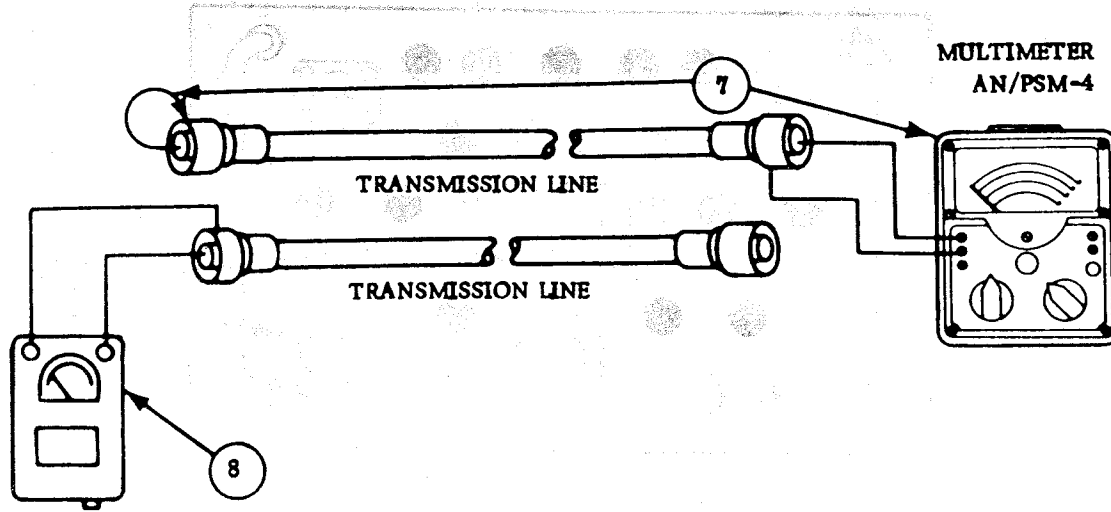 MULTIMETER
AN/PSM-4
7
TRANSMISSION LINE
TRANSMISSION LINE
8